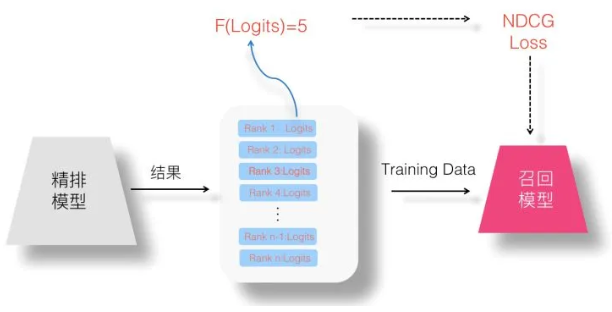 F(Logits)=5
NDCG
Loss
Rank 1 Logits
Rank 2 Logits
Rank 3 Logits
Rank 4 Logits
⋮
Rank n-1 Logits
Rank n Logits
精排
模型
结果
Training Data
召回
模型